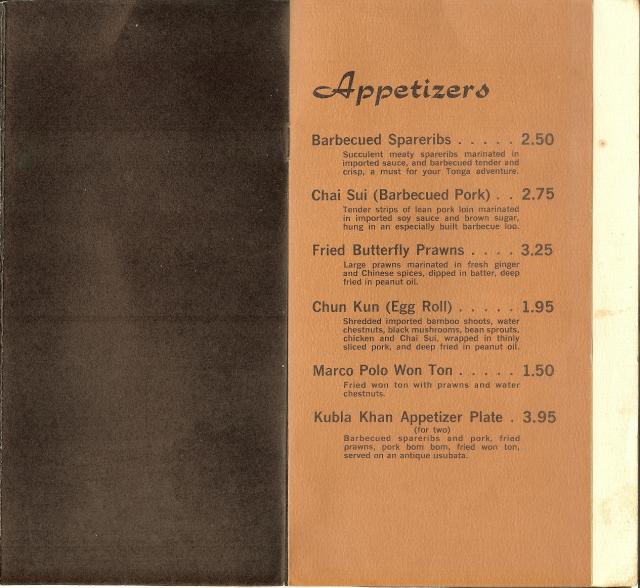 Appetizers
Barbecued Spareribs . . . . . 2.50
Succulent meaty spareribs marinated in
imported sauce, and barbecued tender and
crisp, a must for your Tonga adventure.
Chai Sui (Barbecued Pork) . . 2.75
Tender strips of lean pork loin marinated
in imported soy sauce and brown sugar,
hung in an especially built barbecue loo.
Fried Butterfly Prawns . . . . 3.25
Large prawns marinated in fresh ginger
and Chinese spices, dipped in batter, deep
fried in peanut oil.
Chun Kun (Egg Roll) . . . . . 1.95
Shredded imported bamboo shoots, water
chestnuts, black mushrooms, bean sprouts,
chicken and Chai Sui, wrapped in thinly
sliced pork, and deep fried in peanut oil.
Marco Polo Won Ton . . . . . 1.50
Fried won ton with prawns and water
chestnuts.
Kubla Khan Appetizer Plate . 3.95
(for two)
Barbecued spareribs and pork, fried
prawns, pork bom bom, fried won ton,
served on an antique usubata.